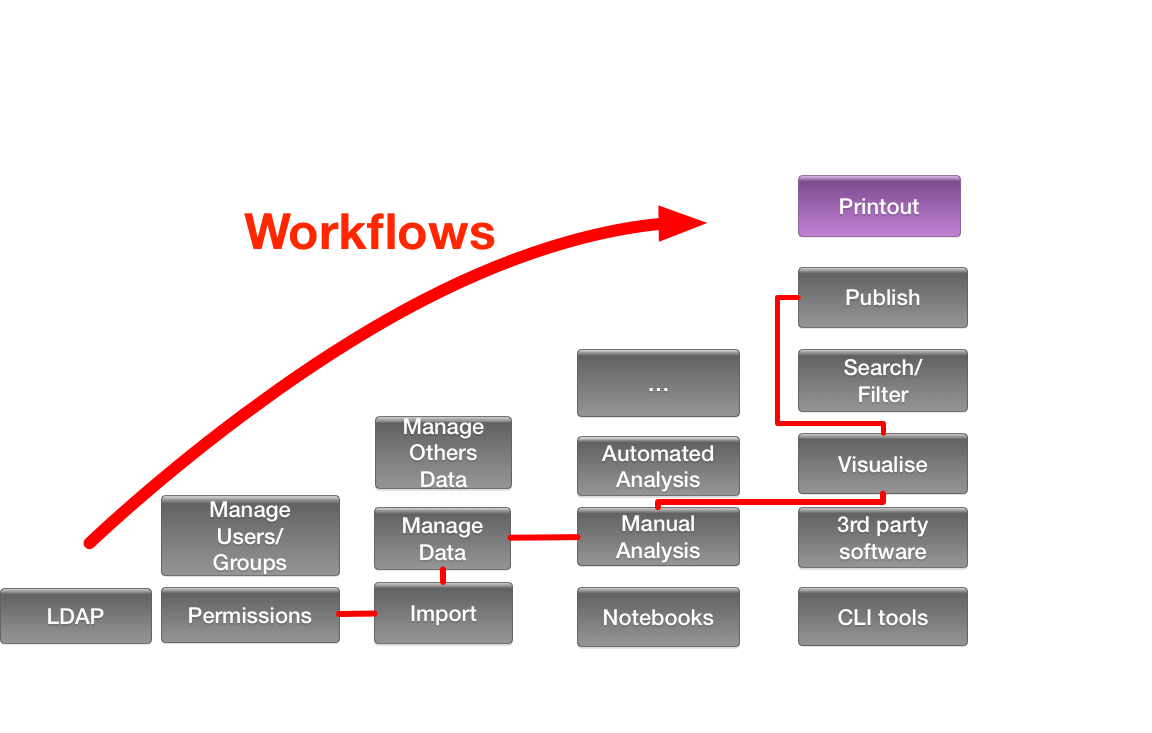 Workflows
Printout
Publish
Search/
Filter
Visualise
3rd party
software
CLI tools
...
Automated
Analysis
Manual
Analysis
Notebooks
Manage
Others
Data
Manage
Data
Import
Manage
Users/
Groups
Permissions
LDAP